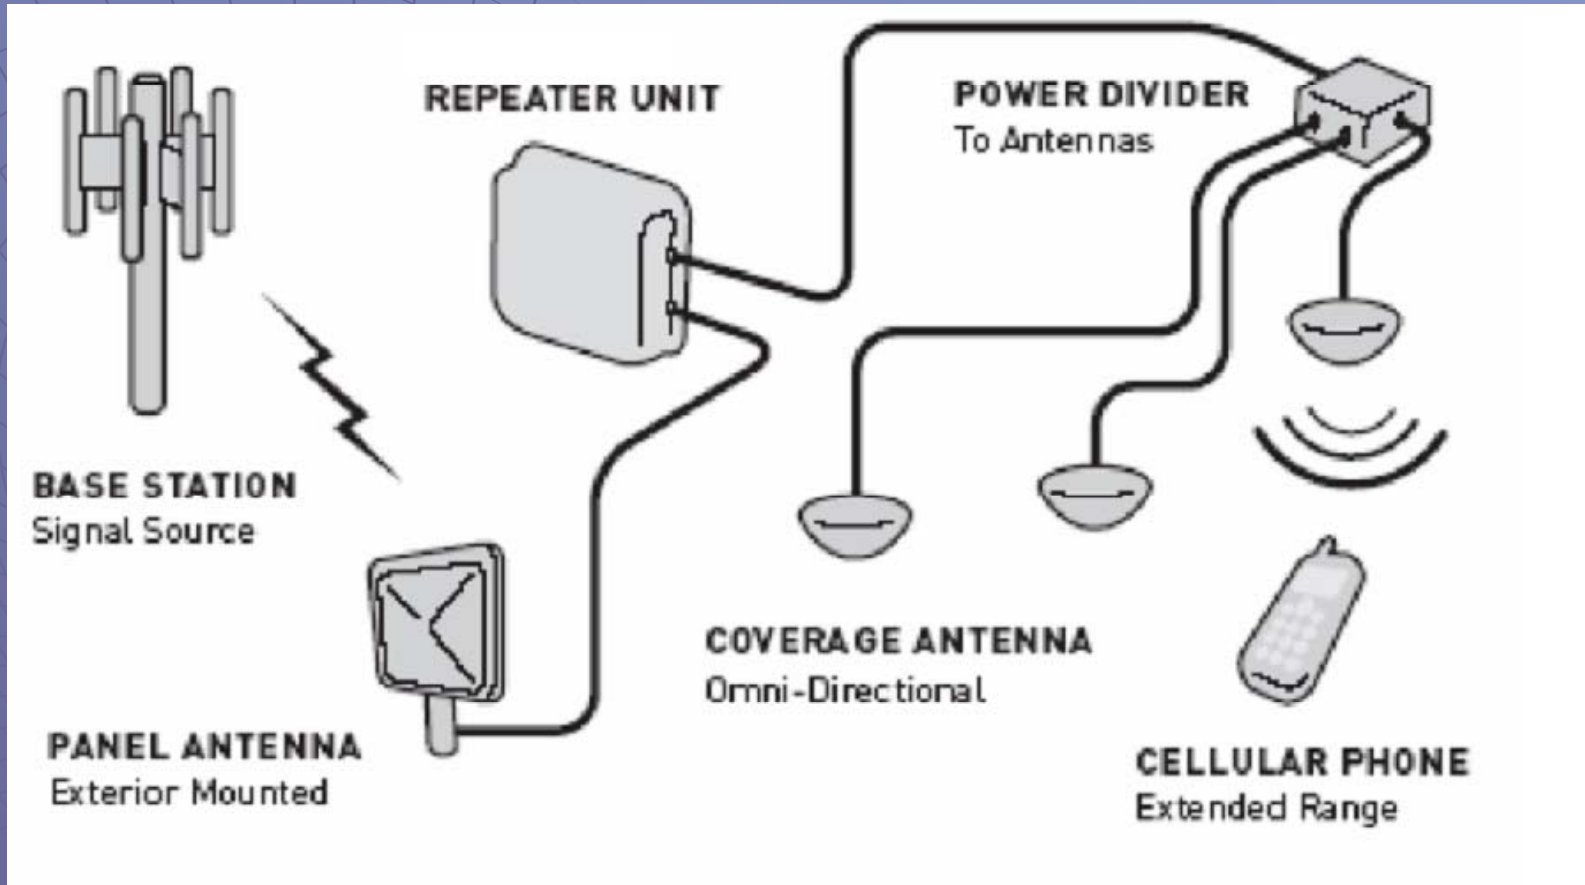 REPEATER UNIT
POWER DIVIDER
To Antennas
BASE STATION
Signal Source
COVERAGE ANTENNA
Omni-Directional
PANEL ANTENNA
Exterior Mounted
CELLULAR PHONE
Extended Range